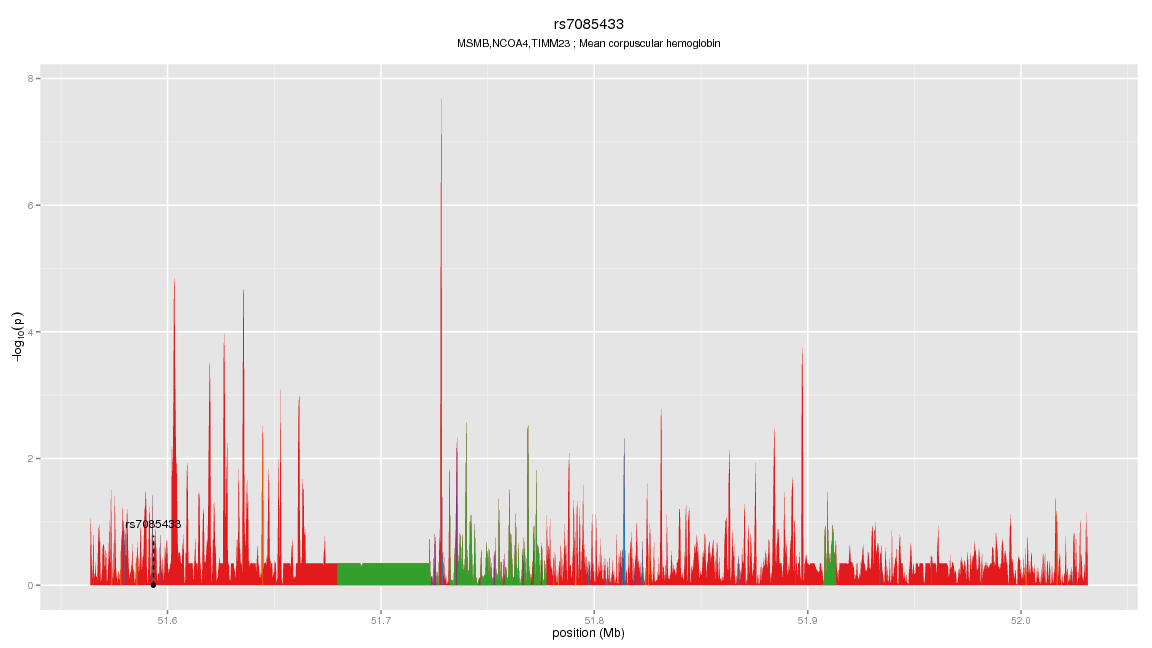 rs7085433
MSMB,NCOA4,TIMM23 ; Mean corpuscular hemoglobin
8
6
4
2
0
−log10(p)
rs7085433
51.6 51.7 51.8 51.9 52.0
position (Mb)